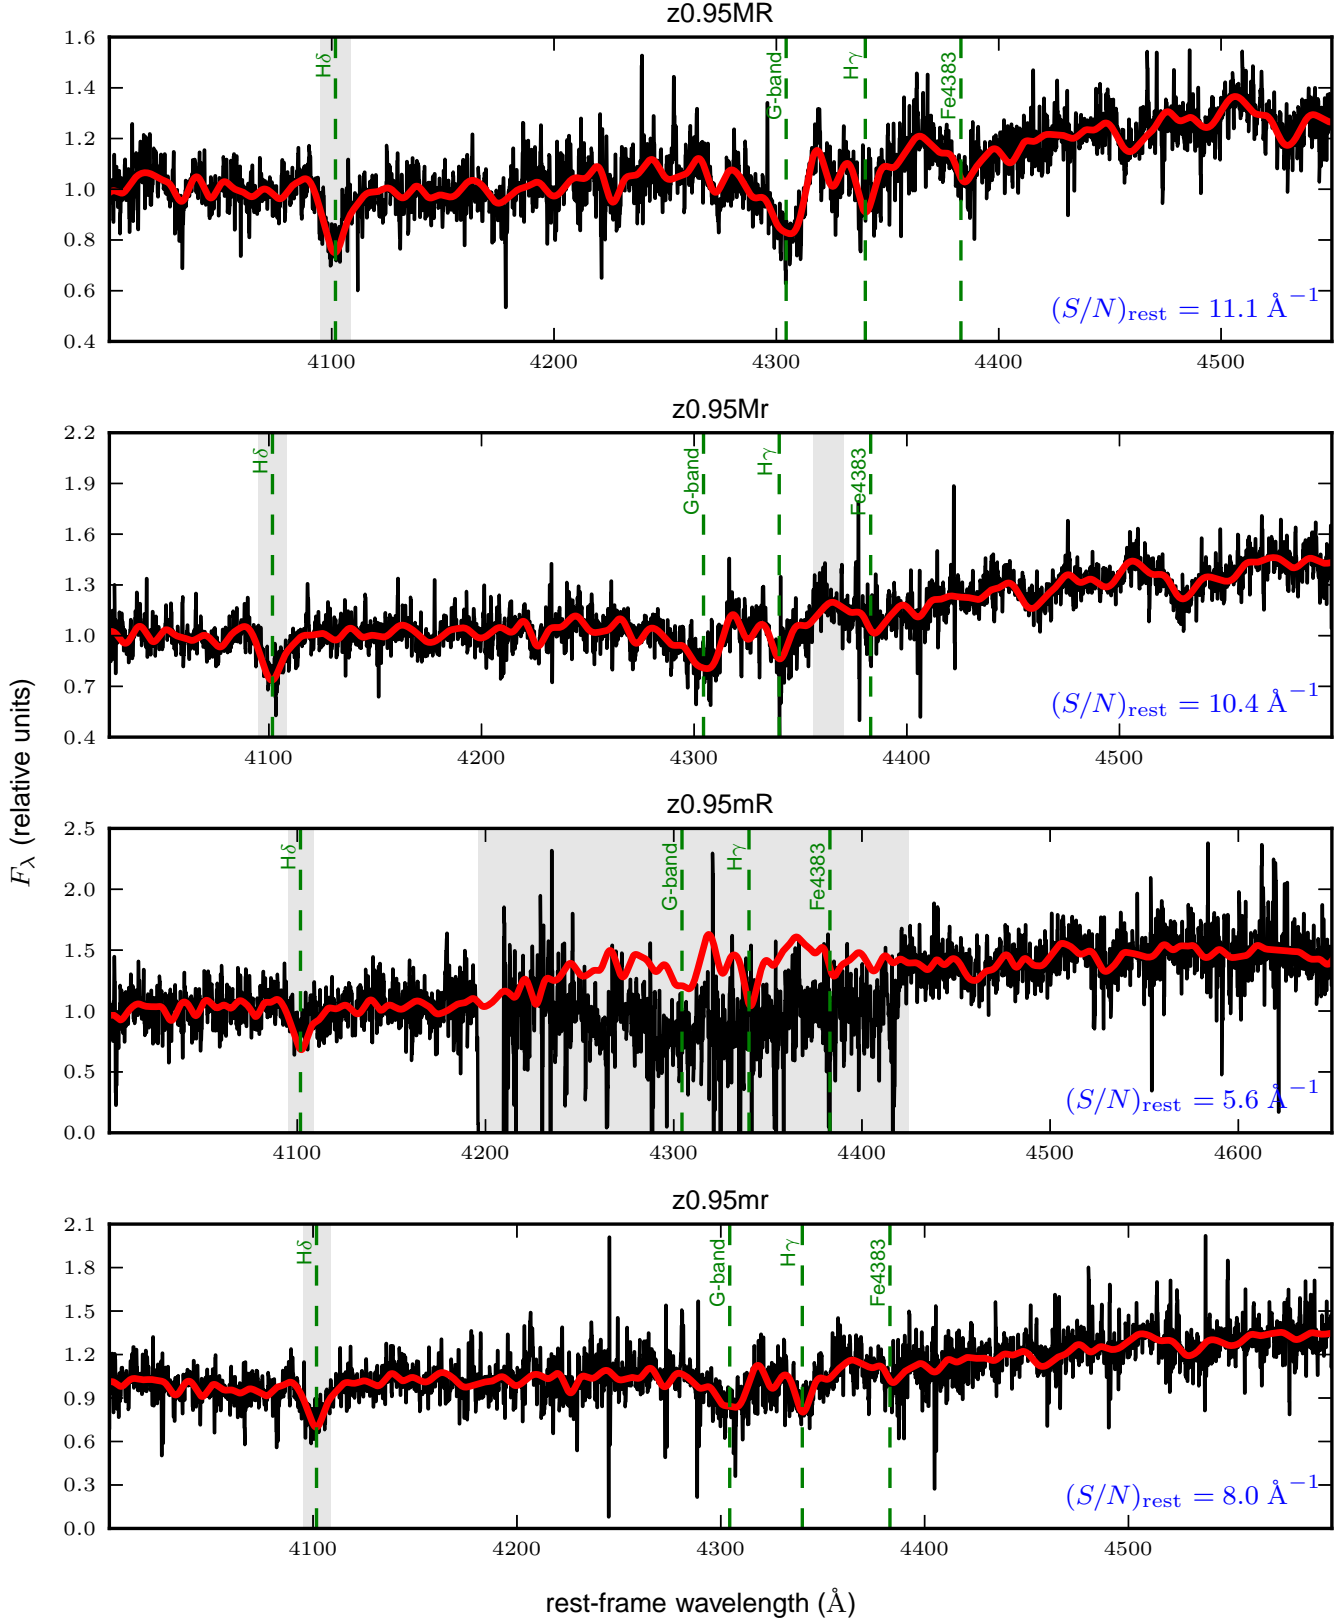 z0.95MR
1.6
1.4
1.2
1.0
0.8
0.6
0.4
Hδ
G-band
Hγ
Fe4383
(S/N)rest = 11.1 Å−1
4100 4200 4300 4400 4500
z0.95Mr
2.2
1.9
1.6
1.3
1.0
0.7
0.4
Hδ
G-band
Hγ
Fe4383
(S/N)rest = 10.4 Å−1
4100 4200 4300 4400 4500
z0.95mR
2.5
2.0
1.5
1.0
0.5
0.0
Hδ
G-band
Hγ
Fe4383
(S/N)rest = 5.6 Å−1
4100 4200 4300 4400 4500 4600
z0.95mr
2.1
1.8
1.5
1.2
0.9
0.6
0.3
0.0
Hδ
G-band
Hγ
Fe4383
(S/N)rest = 8.0 Å−1
4100 4200 4300 4400 4500
Fλ (relative units)
rest-frame wavelength (Å)